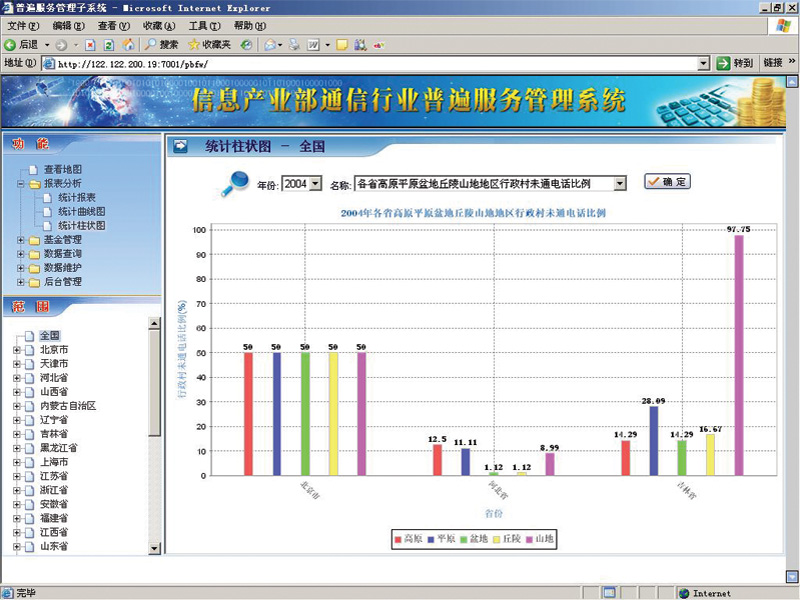 普遍服务管理子系统 - Microsoft Internet Explorer
文件(F) 编辑(E) 查看(V) 收藏(A) 工具(T) 帮助(H)
后退 搜索 收藏夹
地址(D) http://122.122.200.19:7001/pbfw/ 转到 链接 »
信息产业部通信行业普遍服务管理系统
功 能
查看地图
报表分析
统计报表
统计曲线图
统计柱状图
基金管理
数据查询
数据维护
后台管理
范 围
全国
北京市
天津市
河北省
山西省
内蒙古自治区
辽宁省
吉林省
黑龙江省
上海市
江苏省
浙江省
安徽省
福建省
江西省
山东省
统计柱状图 - 全国
年份: 2004 名称: 各省高原平原盆地丘陵山地地区行政村未通电话比例 确 定
2004年各省高原平原盆地丘陵山地地区行政村未通电话比例
行政村未通电话比例(%)
100
90
80
70
60
50
40
30
20
10
0
50 50 50 50 50
12.5 11.11 1.12 1.12 8.99
14.29 28.09 14.29 16.67 97.75
北京市 河北省 吉林省
省份
高原 平原 盆地 丘陵 山地
完毕 Internet